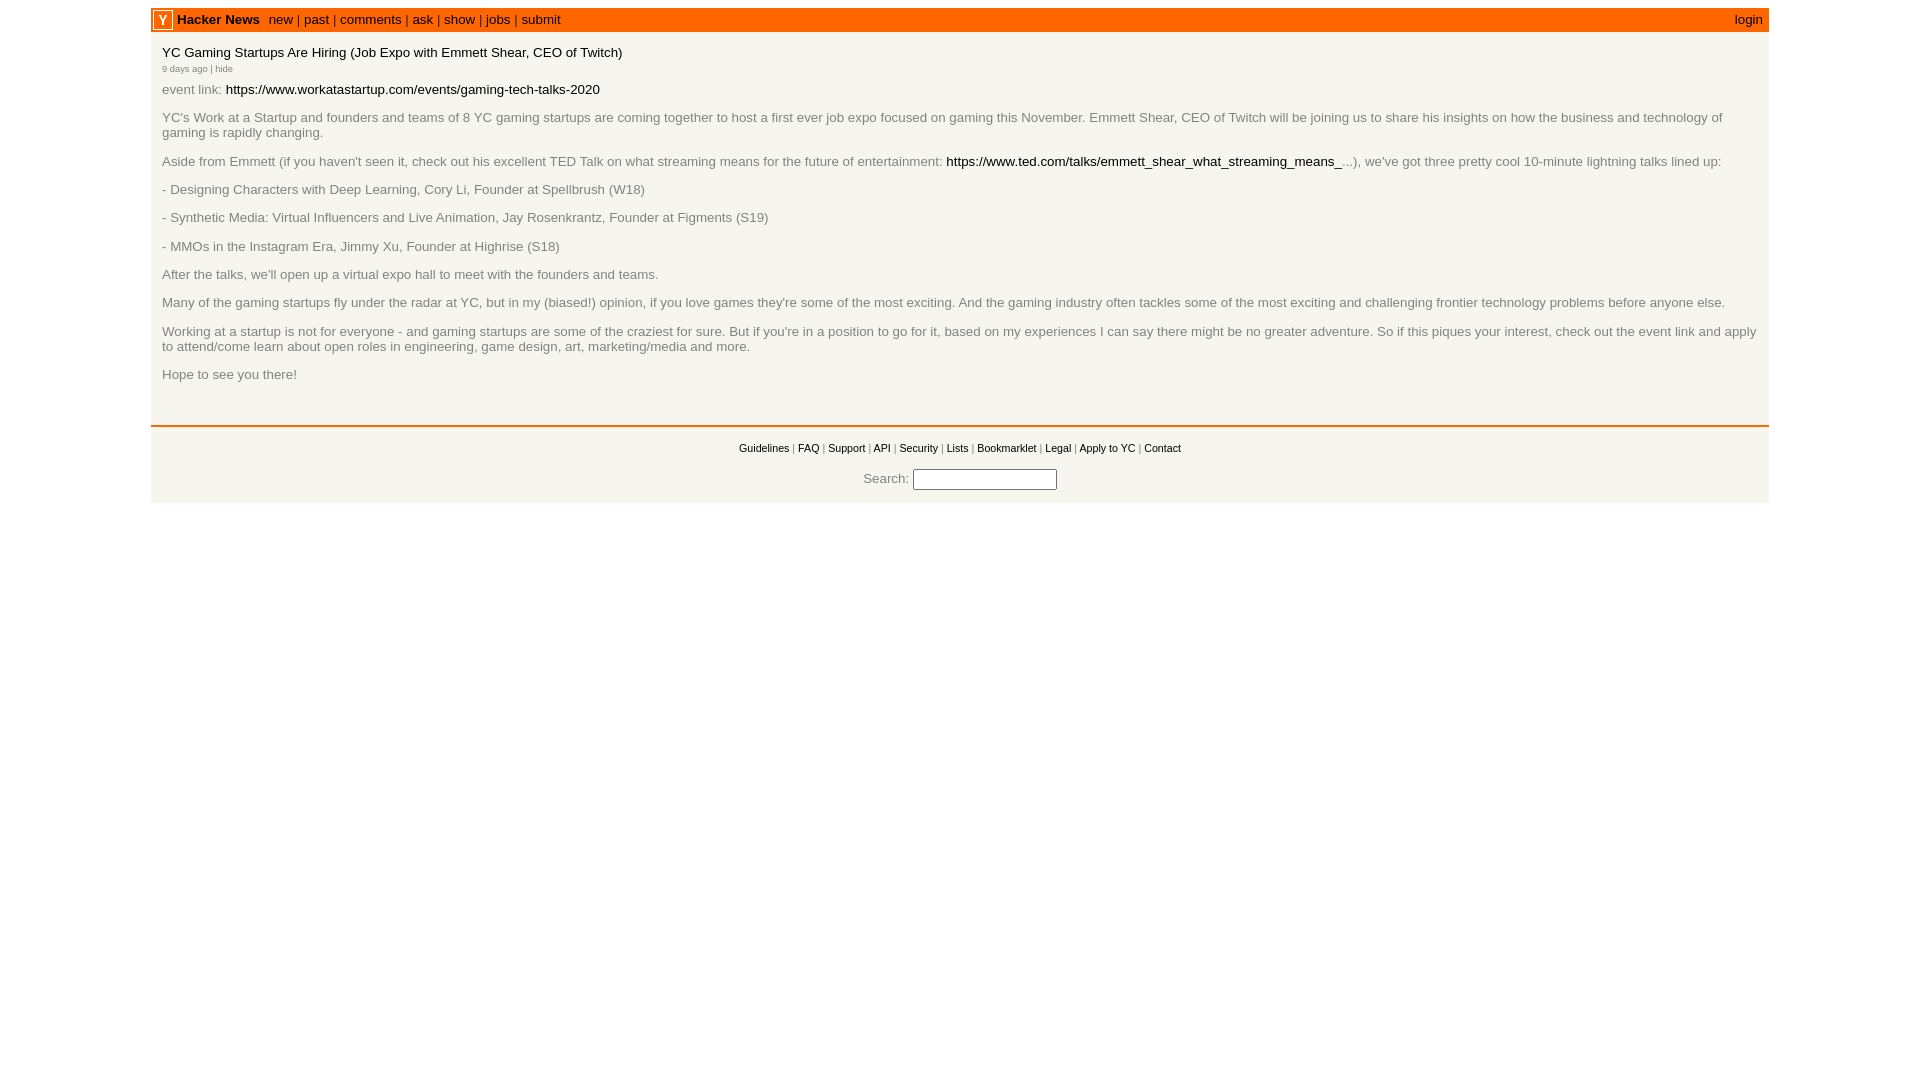 Y Hacker News new | past | comments | ask | show | jobs | submit login
YC Gaming Startups Are Hiring (Job Expo with Emmett Shear, CEO of Twitch)
9 days ago | hide
event link: https://www.workatastartup.com/events/gaming-tech-talks-2020
YC's Work at a Startup and founders and teams of 8 YC gaming startups are coming together to host a first ever job expo focused on gaming this November. Emmett Shear, CEO of Twitch will be joining us to share his insights on how the business and technology of
gaming is rapidly changing.
Aside from Emmett (if you haven't seen it, check out his excellent TED Talk on what streaming means for the future of entertainment: https://www.ted.com/talks/emmett_shear_what_streaming_means_...), we've got three pretty cool 10-minute lightning talks lined up:
- Designing Characters with Deep Learning, Cory Li, Founder at Spellbrush (W18)
- Synthetic Media: Virtual Influencers and Live Animation, Jay Rosenkrantz, Founder at Figments (S19)
- MMOs in the Instagram Era, Jimmy Xu, Founder at Highrise (S18)
After the talks, we'll open up a virtual expo hall to meet with the founders and teams.
Many of the gaming startups fly under the radar at YC, but in my (biased!) opinion, if you love games they're some of the most exciting. And the gaming industry often tackles some of the most exciting and challenging frontier technology problems before anyone else.
Working at a startup is not for everyone - and gaming startups are some of the craziest for sure. But if you're in a position to go for it, based on my experiences I can say there might be no greater adventure. So if this piques your interest, check out the event link and apply
to attend/come learn about open roles in engineering, game design, art, marketing/media and more.
Hope to see you there!
Guidelines | FAQ | Support | API | Security | Lists | Bookmarklet | Legal | Apply to YC | Contact
Search: